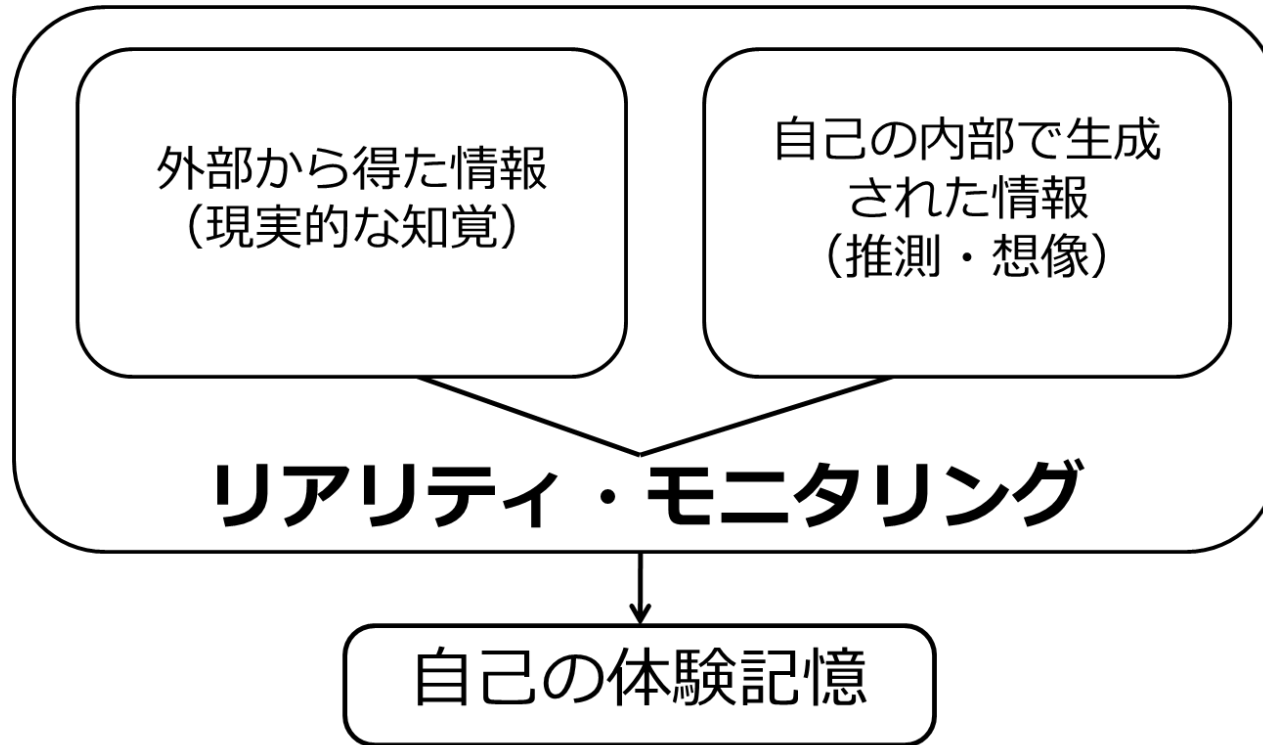 外部から得た情報
（現実的な知覚）
自己の内部で生成
された情報
（推測・想像）
リアリティ・モニタリング
自己の体験記憶